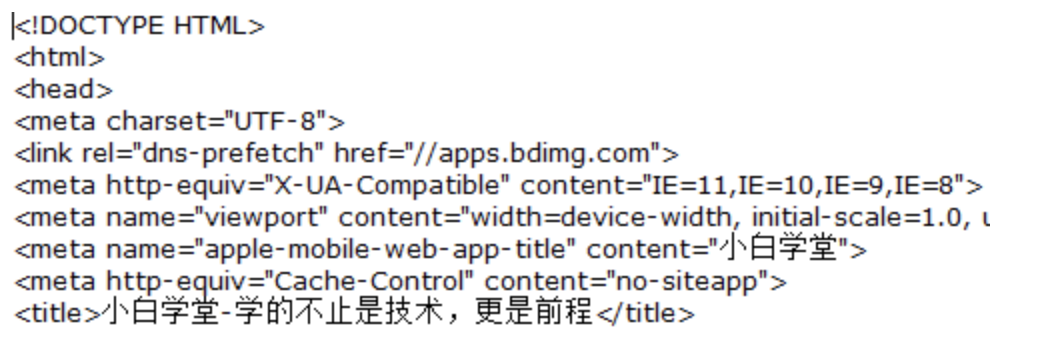 <!DOCTYPE HTML>
<html>
<head>
<meta charset="UTF-8">
<link rel="dns-prefetch" href="//apps.bdimg.com">
<meta http-equiv="X-UA-Compatible" content="IE=11,IE=10,IE=9,IE=8">
<meta name="viewport" content="width=device-width, initial-scale=1.0,
<meta name="apple-mobile-web-app-title" content="小白学堂">
<meta http-equiv="Cache-Control" content="no-siteapp">
<title>小白学堂-学的不止是技术，更是前程</title>